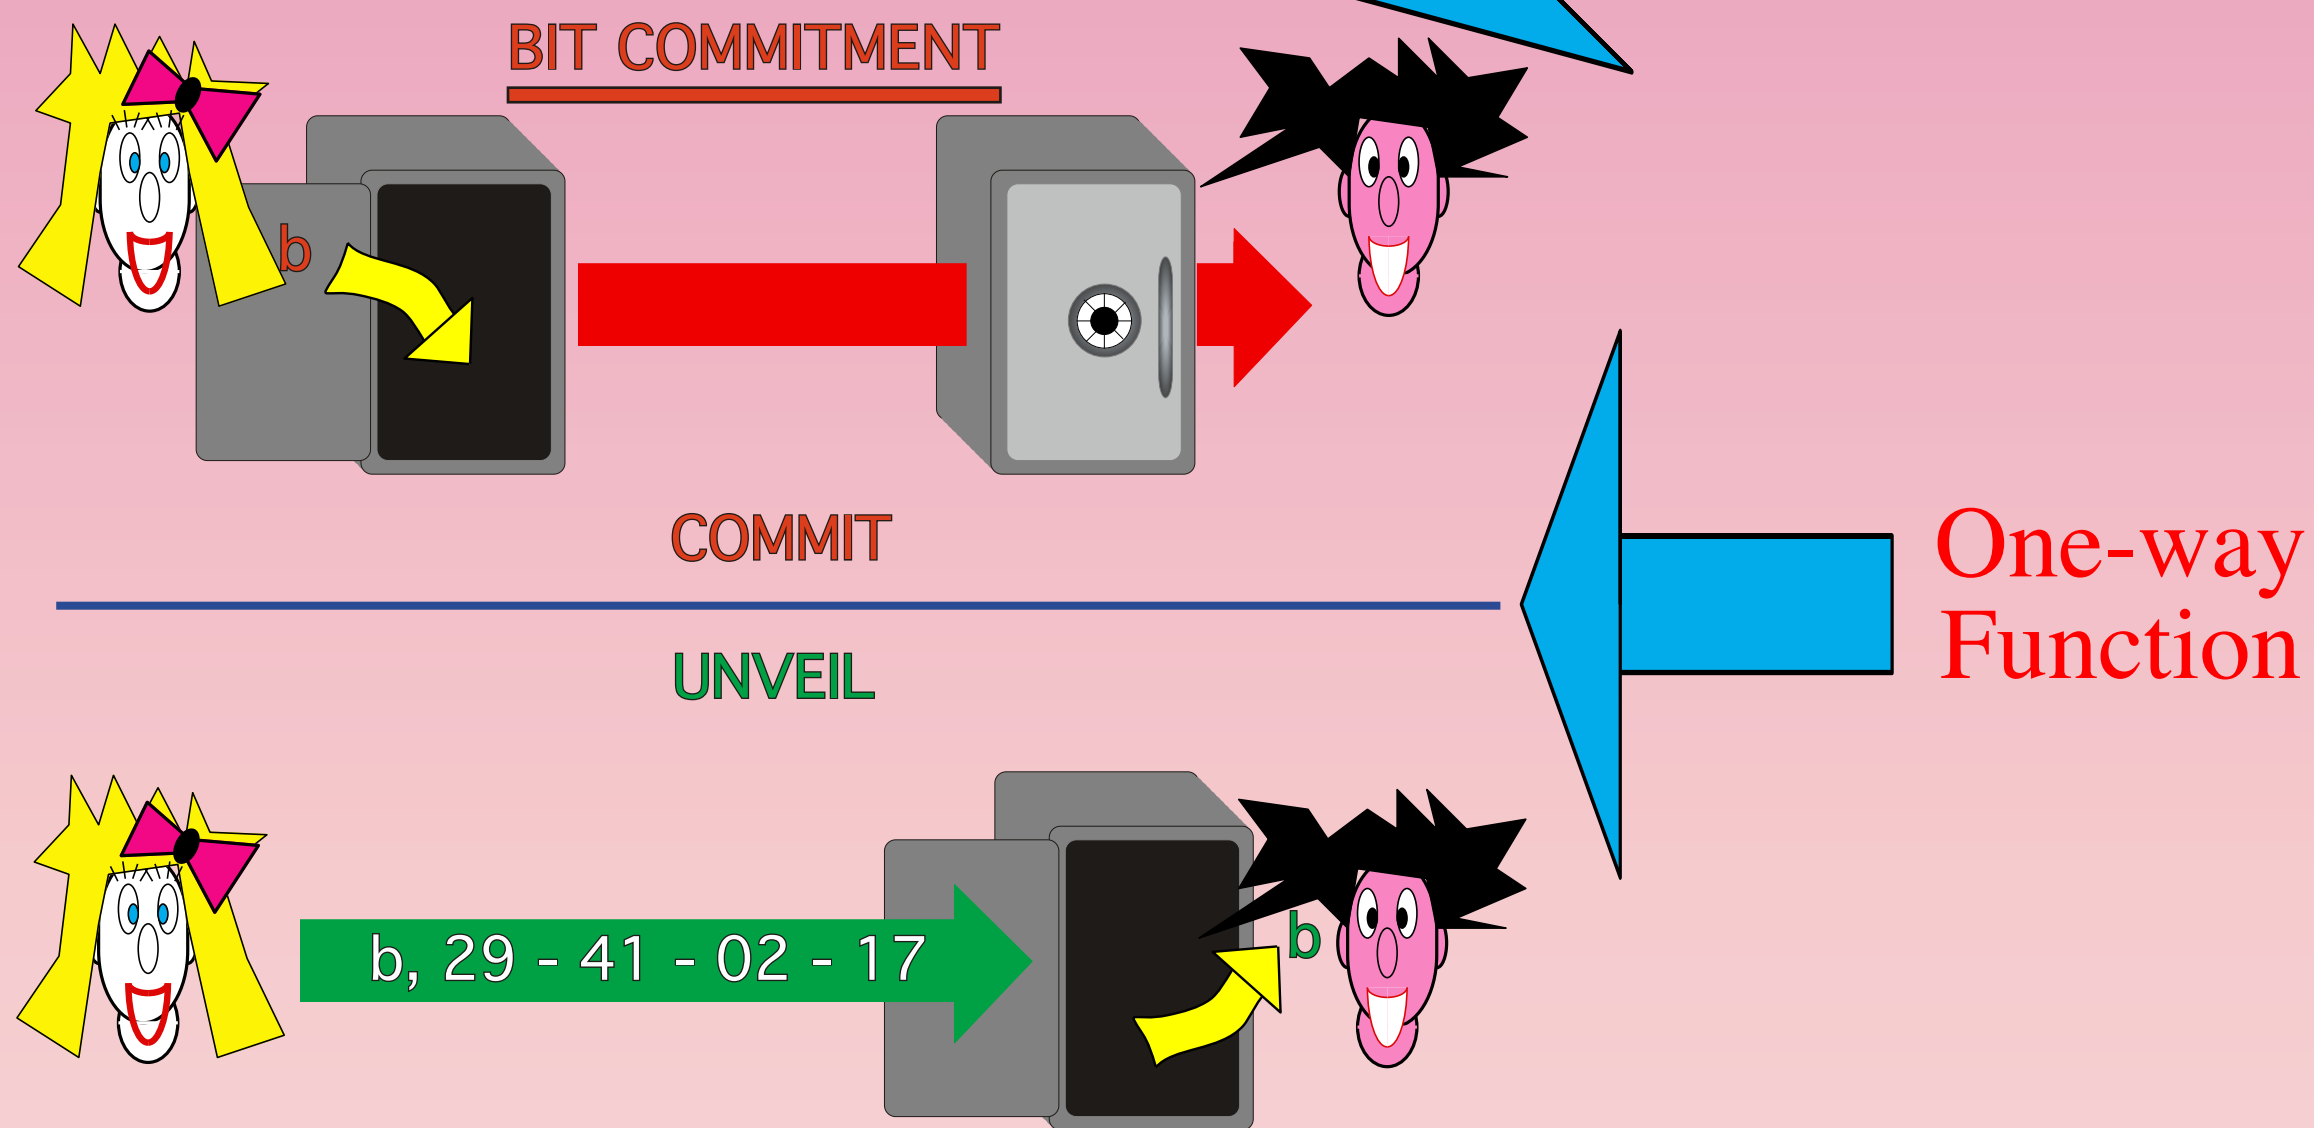 BIT COMMITMENT
b
COMMIT
One-way
Function
UNVEIL
b, 29 - 41 - 02 - 17
b